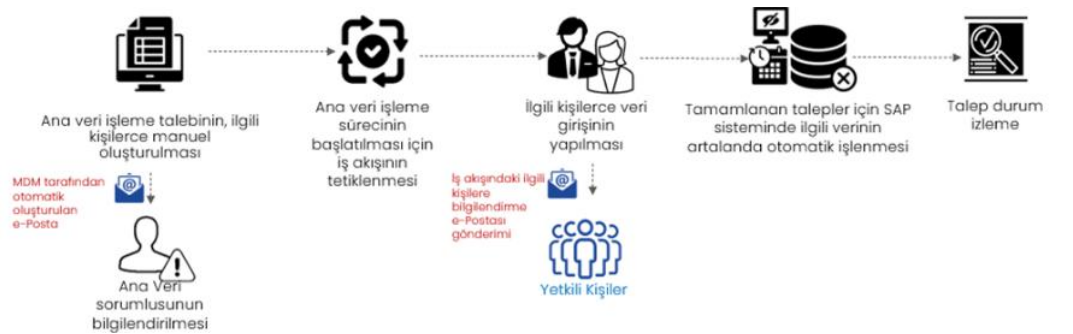 Ana veri işleme talebinin, ilgili
kişilerce manuel
oluşturulması
MDM tarafından
otomatik
oluşturulan
e-Posta
Ana Veri
sorumlusunun
bilgilendirilmesi
Ana veri işleme
sürecinin
başlatılması için
iş akışının
tetiklenmesi
İlgili kişilerce veri
girişinin
yapılması
İş akışındaki ilgili
kişilere
bilgilendirme
e-Postası
gönderimi
Yetkili Kişiler
Tamamlanan talepler için SAP
sisteminde ilgili verinin
artalanda otomatik işlenmesi
Talep durum
izleme